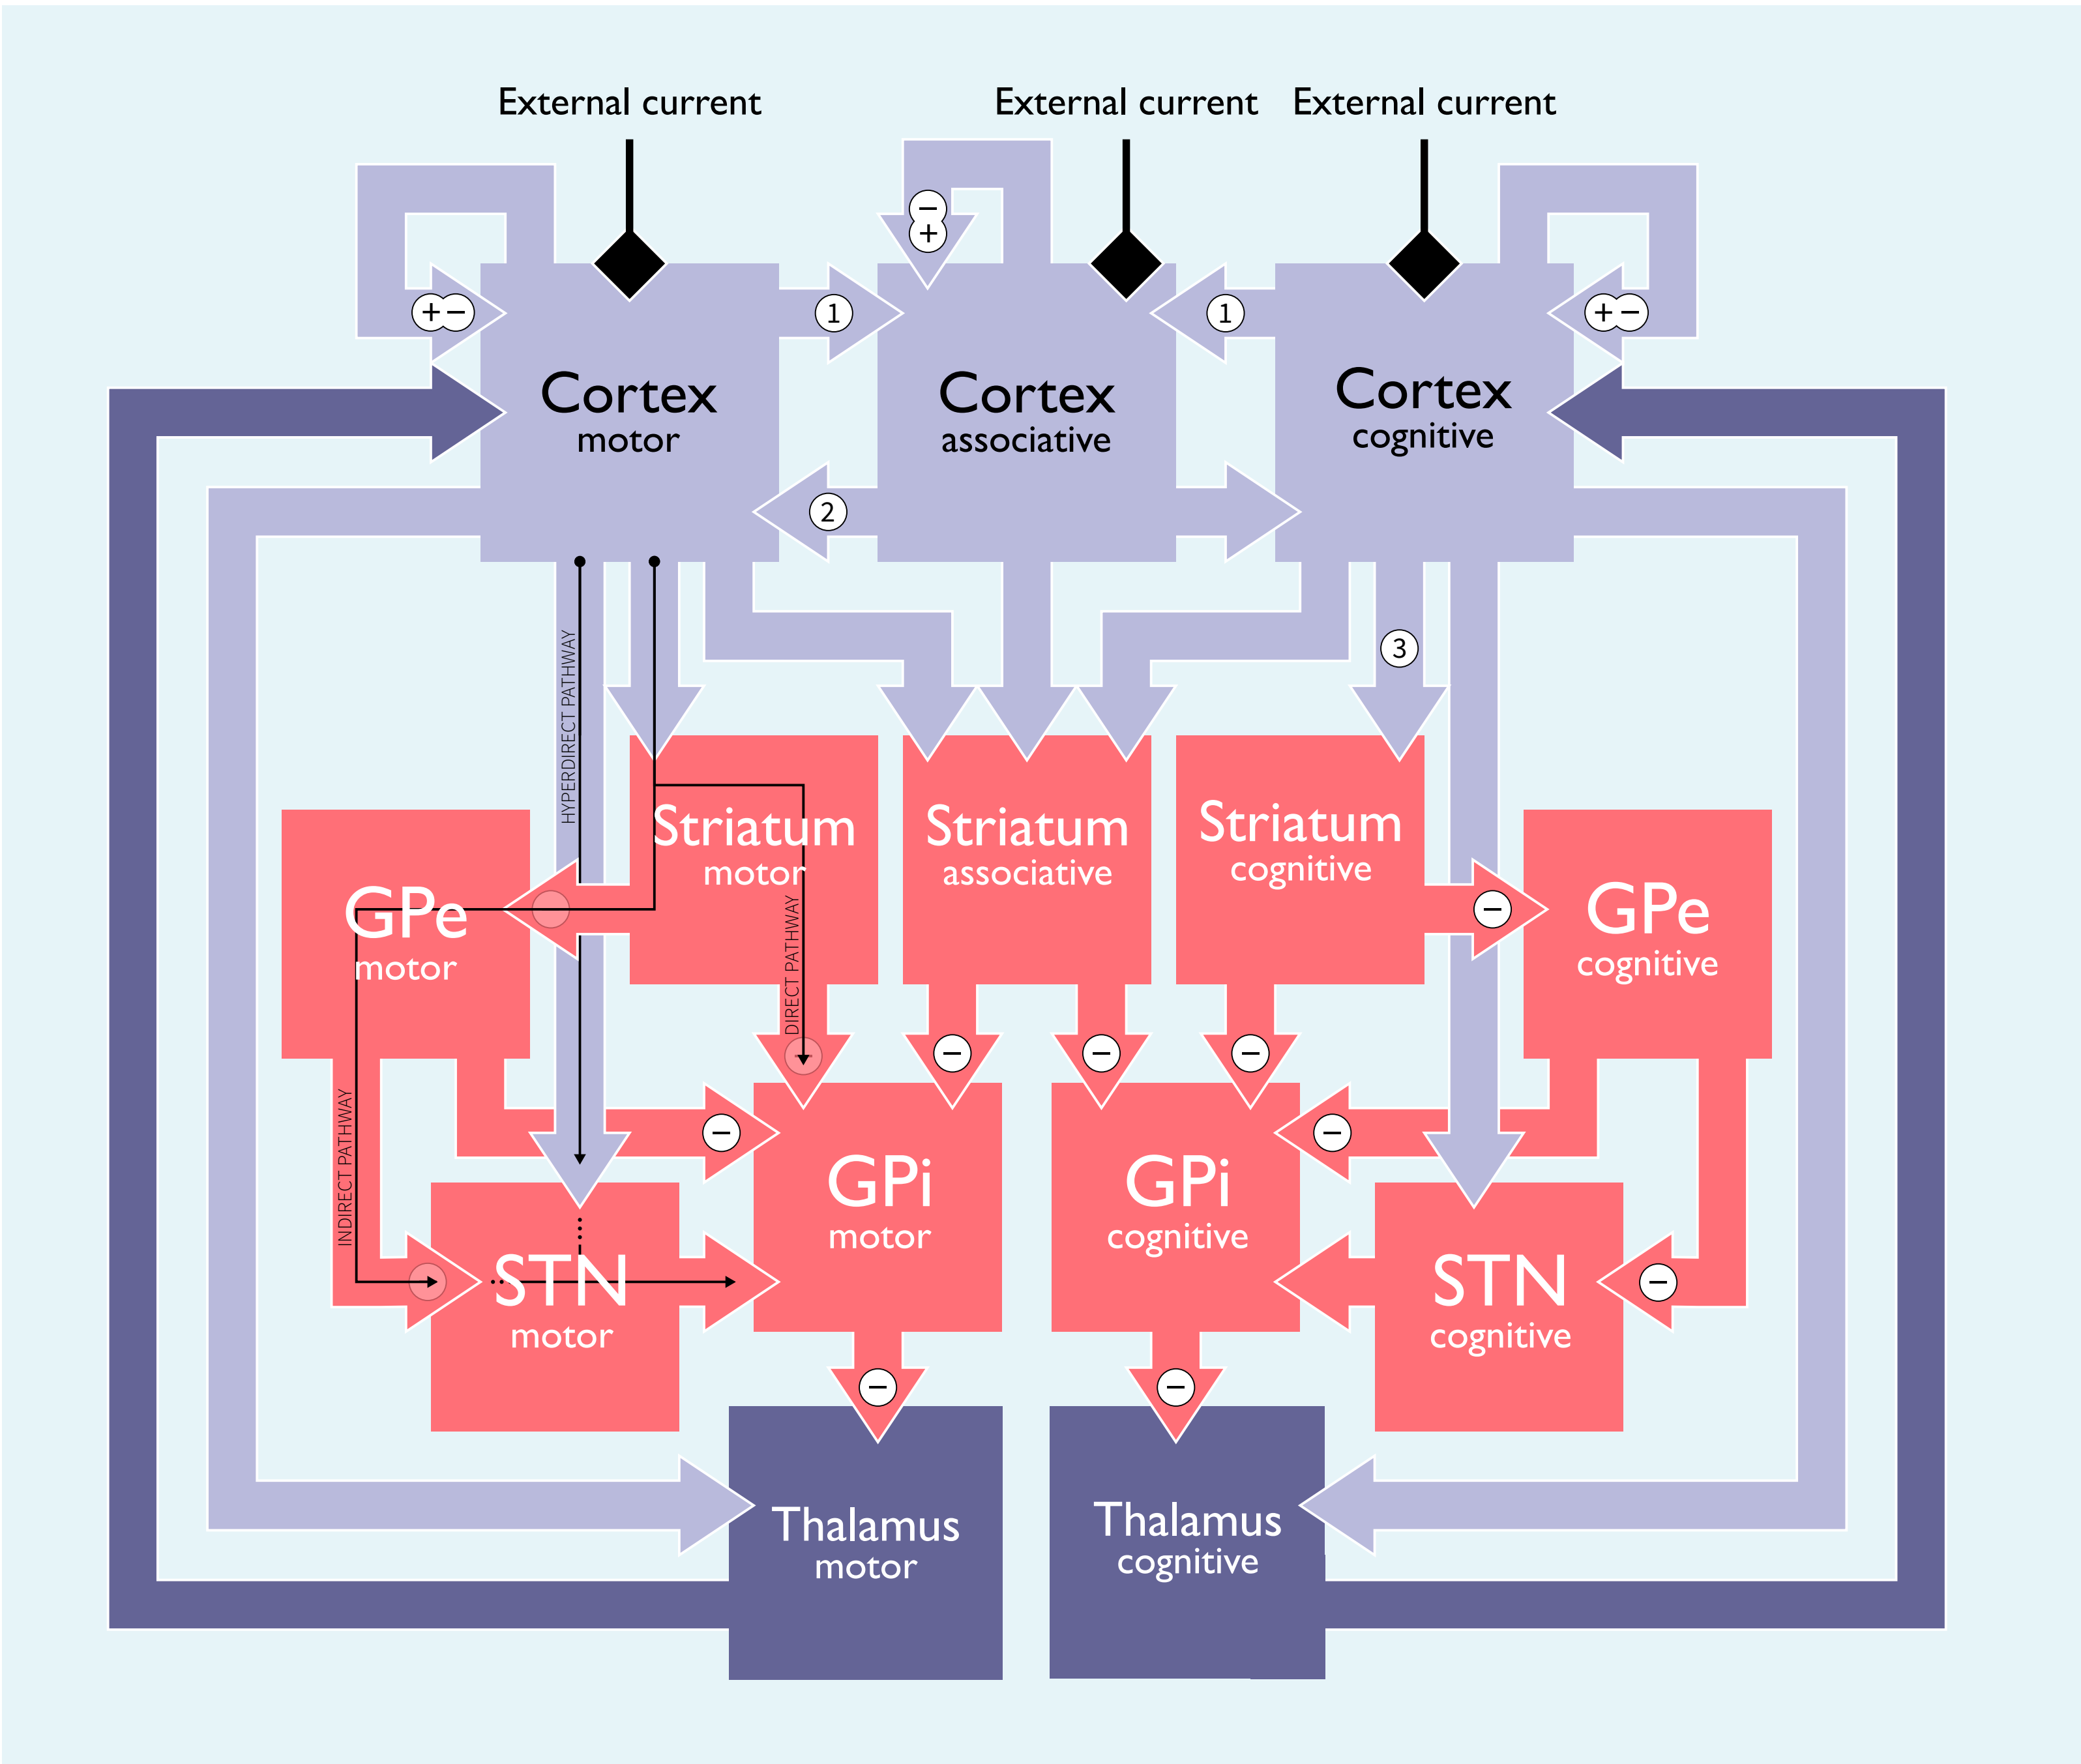 External current
External current
External current
−
+
+ −
1
1
+ −
Cortex
motor
Cortex
associative
Cortex
cognitive
2
HYPERDIRECT PATHWAY
3
Striatum
motor
Striatum
associative
Striatum
cognitive
GPe
motor
−
GPe
cognitive
DIRECT PATHWAY
−
−
−
−
INDIRECT PATHWAY
−
−
GPi
motor
GPi
cognitive
STN
motor
STN
cognitive
−
−
−
Thalamus
motor
Thalamus
cognitive